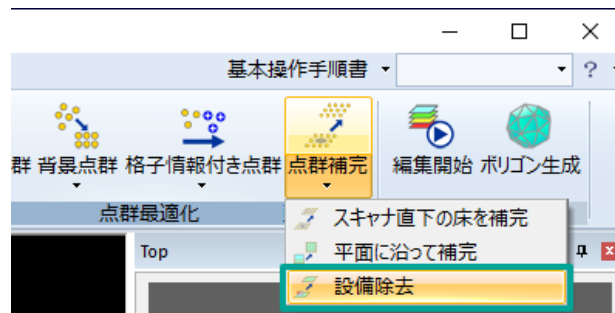 基本操作手順書
?
群 背景点群 格子情報付き点群 点群補完 編集開始 ポリゴン生成
点群最適化
スキャナ直下の床を補完
Top
平面に沿って補完
設備除去